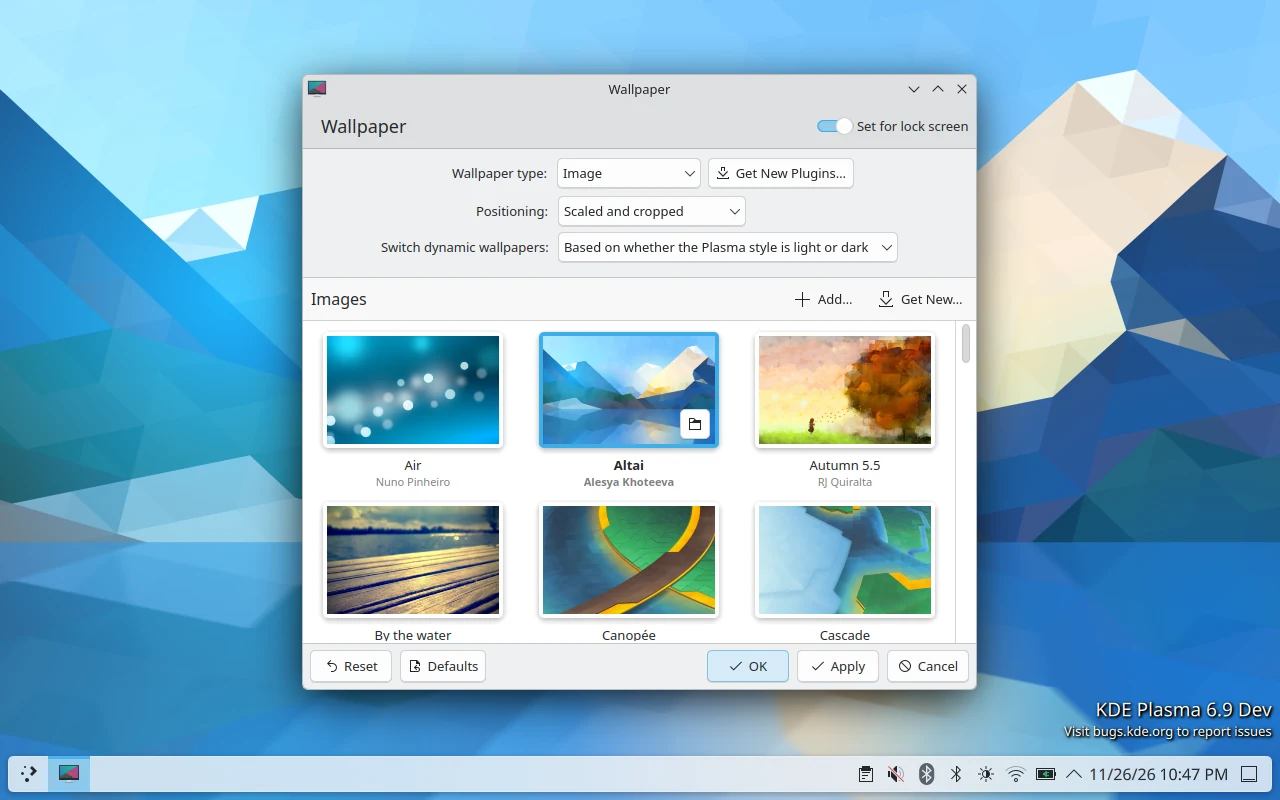 Wallpaper
Wallpaper
Set for lock screen
Wallpaper type:
Image
Get New Plugins...
Positioning:
Scaled and cropped
Switch dynamic wallpapers:
Based on whether the Plasma style is light or dark
Images
Add...
Get New...
Air
Nuno Pinheiro
Altai
Alesya Khoteeva
Autumn 5.5
RJ Quiralta
By the water
Canopée
Cascade
Reset
Defaults
OK
Apply
Cancel
KDE Plasma 6.9 Dev
Visit bugs.kde.org to report issues
11/26/26 10:47 PM